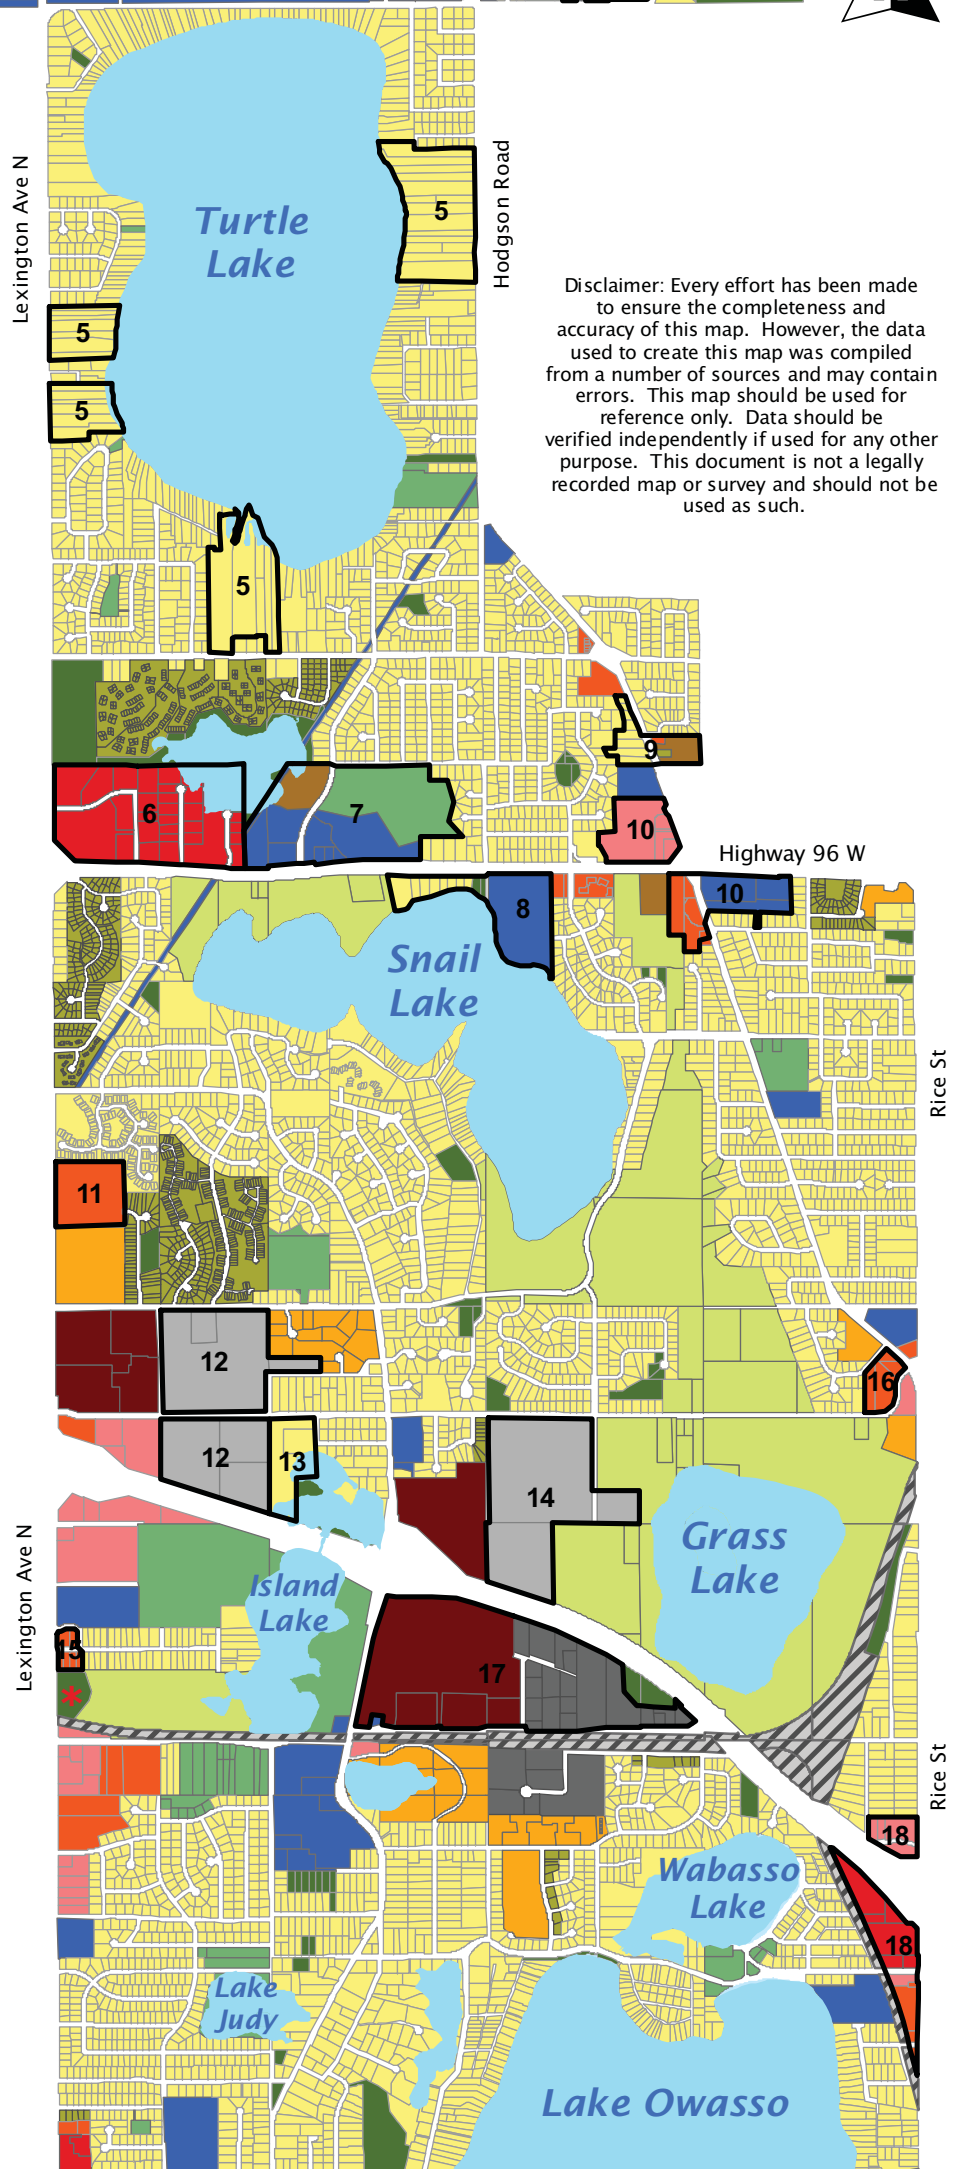 Lexington Ave N
Turtle
Lake
5
Hodgson Road
5
5
5
Disclaimer: Every effort has been made
to ensure the completeness and
accuracy of this map.  However, the data
used to create this map was compiled
from a number of sources and may contain
errors.  This map should be used for
reference only.  Data should be
verified independently if used for any other
purpose.  This document is not a legally
recorded map or survey and should not be
used as such.
9
6
7
10
Highway 96 W
8
10
Snail
Lake
Rice St
11
12
16
12
13
14
Grass
Lake
Lexington Ave N
Island
Lake
15
*
17
Rice St
18
Wabasso
Lake
18
Lake
Judy
Lake Owasso